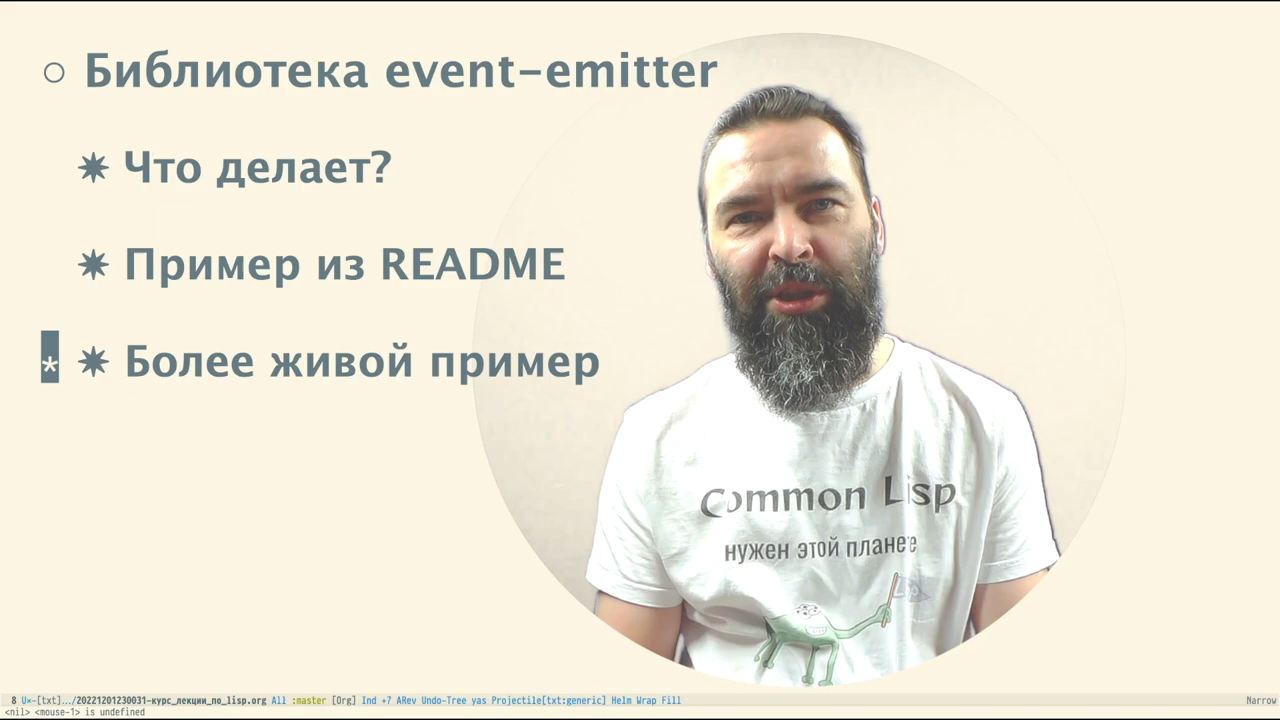 ○ Библиотека event-emitter
✷ Что делает?
✷ Пример из README
* ✷ Более живой пример
Common Lisp
нужен этой планете
Lisp
8 U×-[txt]…/20221201230031-курс_лекции_по_lisp.org All :master [Org] Ind +7 ARev Undo-Tree yas Projectile[txt:generic] Helm Wrap Fill Narrow
<nil> <mouse-1> is undefined